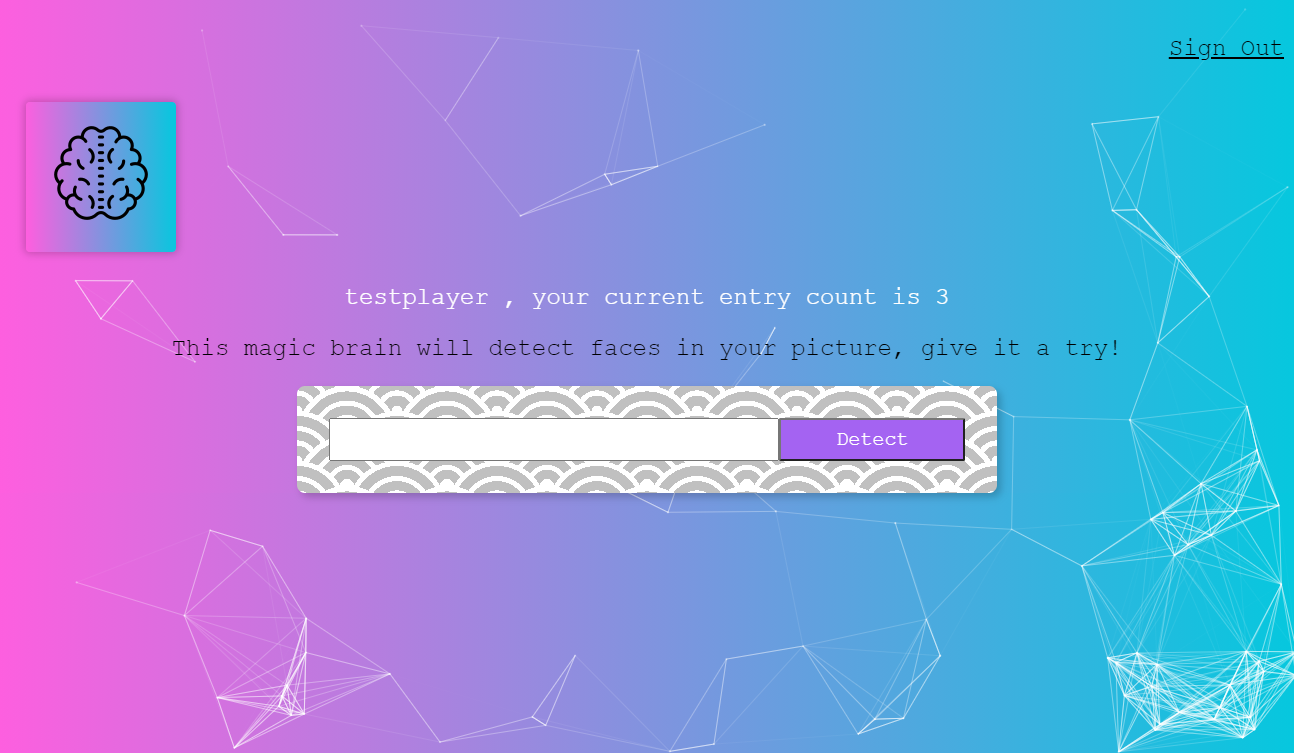 Sign Out
testplayer , your current entry count is 3
This magic brain will detect faces in your picture, give it a try!
Detect